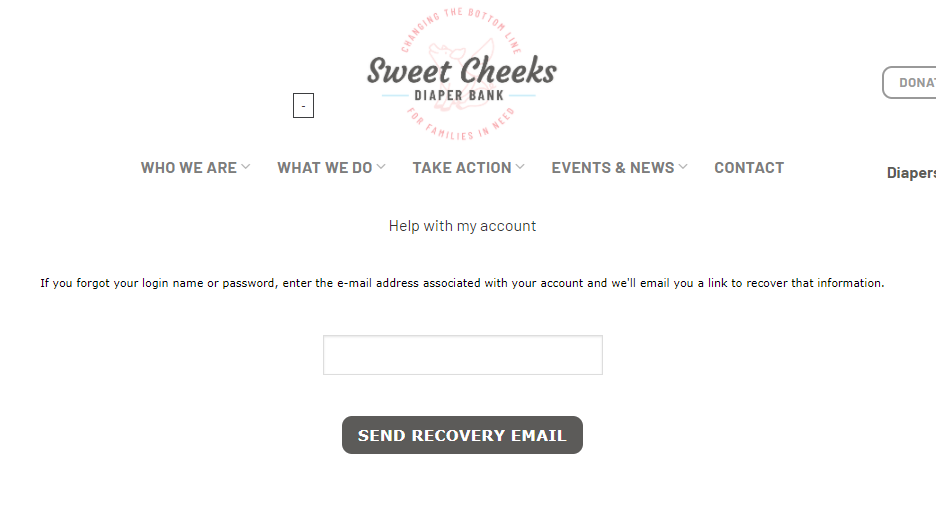 CHANGING THE BOTTOM LINE
Sweet Cheeks
DIAPER BANK
FOR FAMILIES IN NEED
-
WHO WE ARE
WHAT WE DO
TAKE ACTION
EVENTS & NEWS
CONTACT
Help with my account
If you forgot your login name or password, enter the e-mail address associated with your account and we'll email you a link to recover that information.
SEND RECOVERY EMAIL